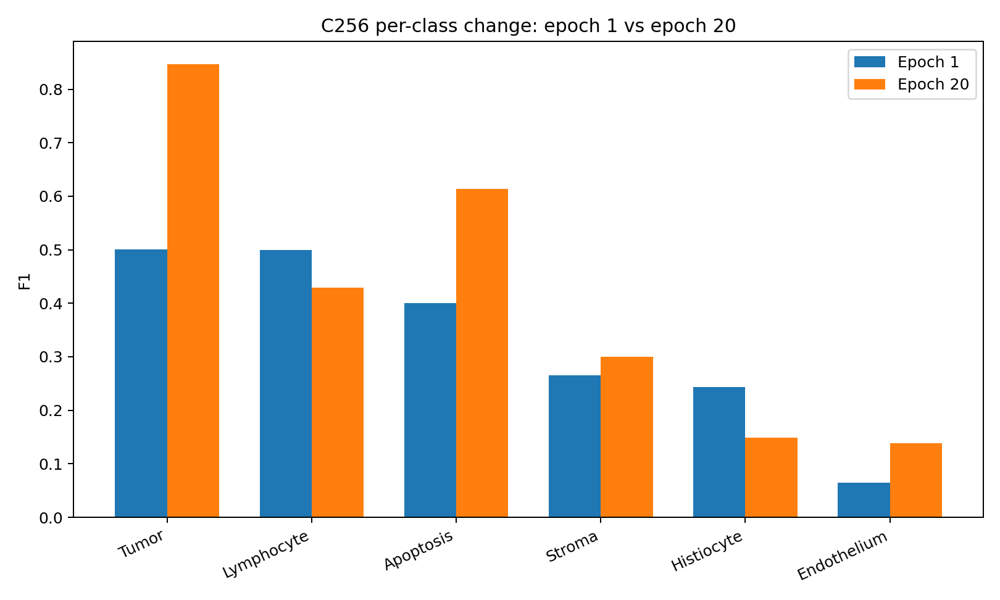 C256 per-class change: epoch 1 vs epoch 20
Epoch 1
Epoch 20
F1
0.8
0.7
0.6
0.5
0.4
0.3
0.2
0.1
0.0
Tumor
Lymphocyte
Apoptosis
Stroma
Histiocyte
Endothelium